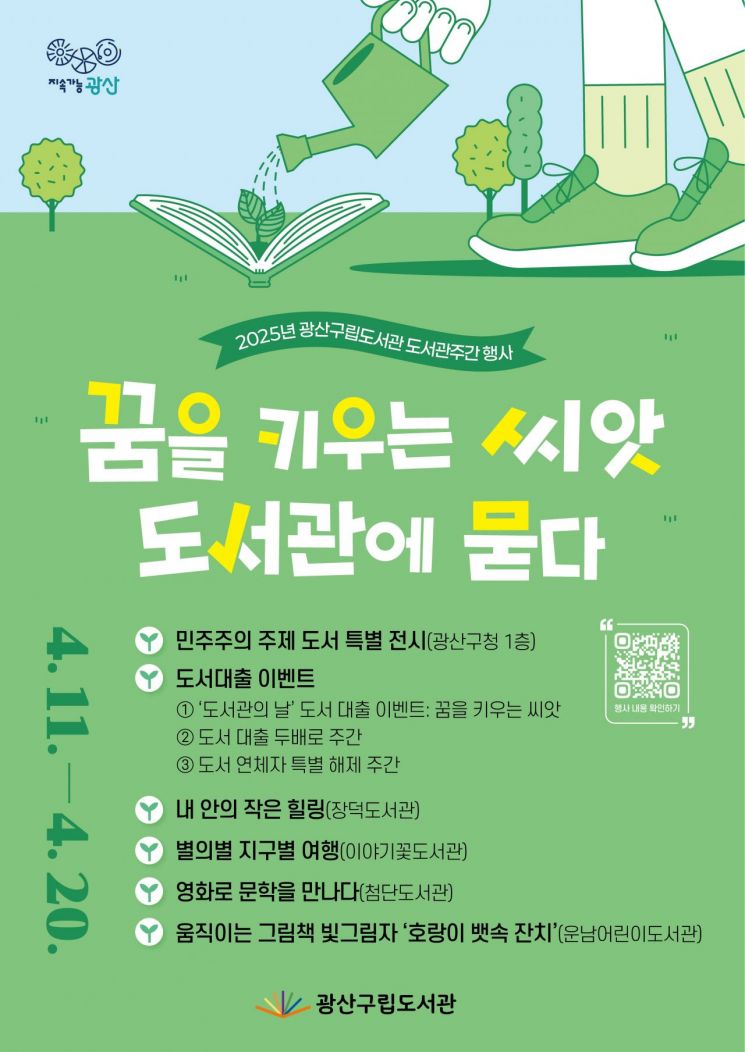 지속가능 광산
2025년 광산구립도서관 도서관주간 행사
꿈을 키우는 씨앗
도서관에 묻다
4. 11. — 4. 20.
민주주의 주제 도서 특별 전시(광산구청 1층)
도서대출 이벤트
① ‘도서관의 날’ 도서 대출 이벤트: 꿈을 키우는 씨앗
② 도서 대출 두배로 주간
③ 도서 연체자 특별 해제 주간
“
행사 내용 확인하기
”
내 안의 작은 힐링(장덕도서관)
별의별 지구별 여행(이야기꽃도서관)
영화로 문학을 만나다(첨단도서관)
움직이는 그림책 빛그림자 ‘호랑이 뱃속 잔치’(운남어린이도서관)
광산구립도서관